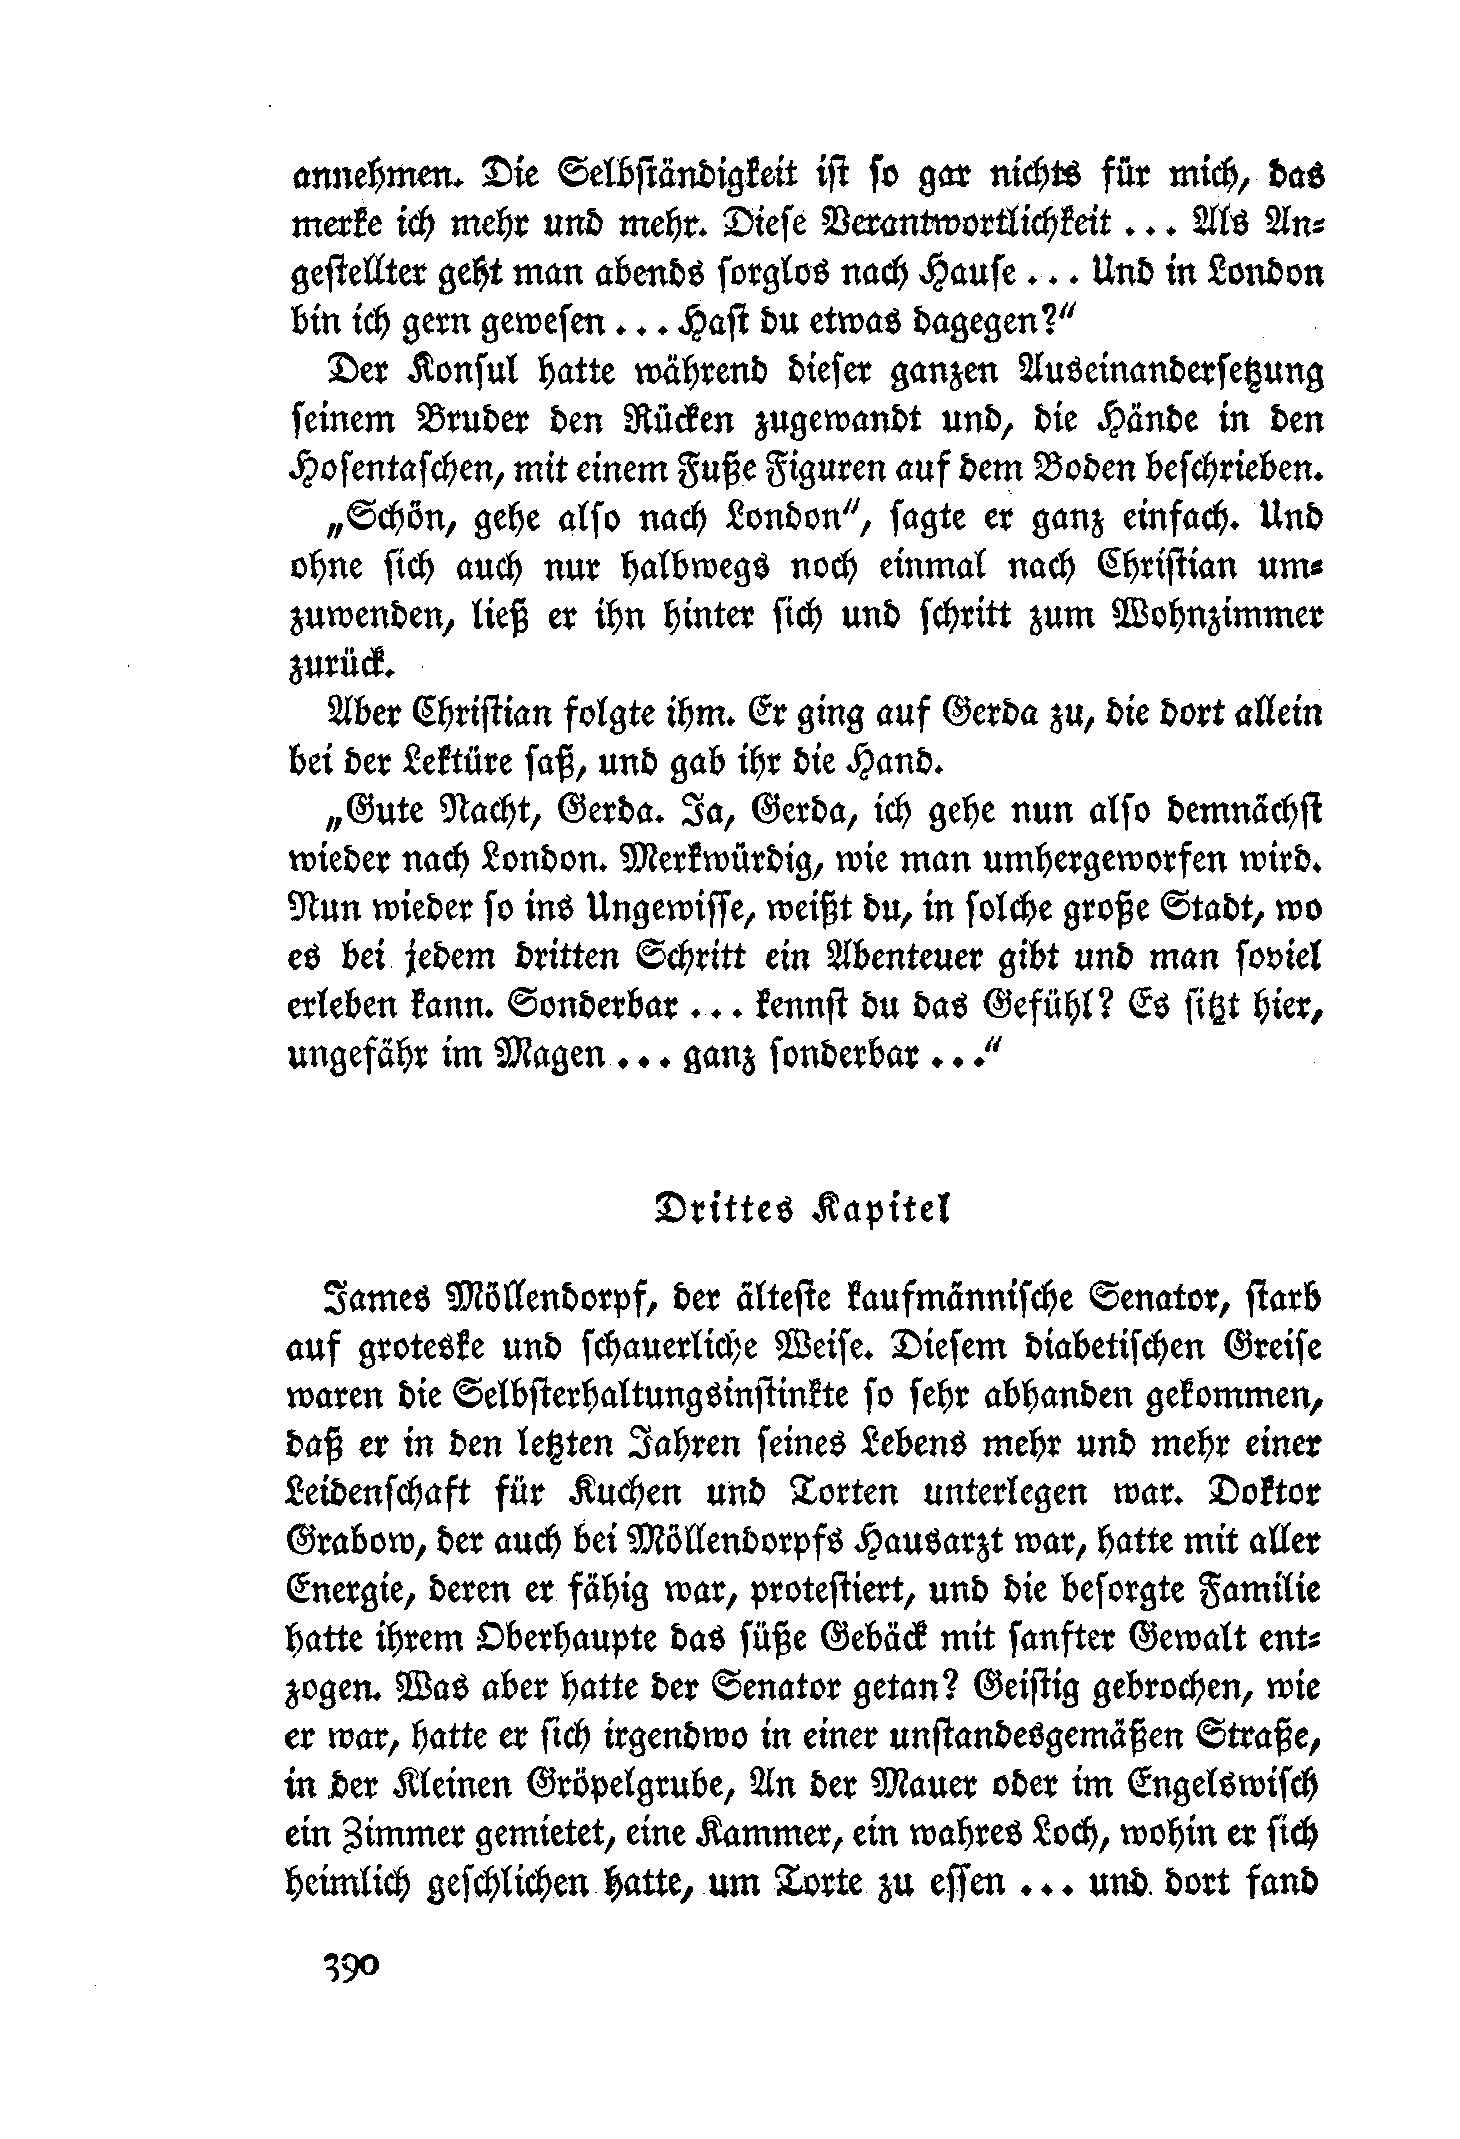 annehmen. Die Selbständigkeit ist so gar nichts für mich, das
merke ich mehr und mehr. Diese Verantwortlichkeit ... Als An-
gestellter geht man abends sorglos nach Hause ... Und in London
bin ich gern gewesen ... Hast du etwas dagegen?"
Der Konsul hatte während dieser ganzen Auseinandersetzung
seinem Bruder den Rücken zugewandt und, die Hände in den
Hosentaschen, mit einem Fuße Figuren auf dem Boden beschrieben.
„Schön, gehe also nach London", sagte er ganz einfach. Und
ohne sich auch nur halbwegs noch einmal nach Christian um-
zuwenden, ließ er ihn hinter sich und schritt zum Wohnzimmer
zurück.
Aber Christian folgte ihm. Er ging auf Gerda zu, die dort allein
bei der Lektüre saß, und gab ihr die Hand.
„Gute Nacht, Gerda. Ja, Gerda, ich gehe nun also demnächst
wieder nach London. Merkwürdig, wie man umhergeworfen wird.
Nun wieder so ins Ungewisse, weißt du, in solche große Stadt, wo
es bei jedem dritten Schritt ein Abenteuer gibt und man soviel
erleben kann. Sonderbar ... kennst du das Gefühl? Es sitzt hier,
ungefähr im Magen ... ganz sonderbar ..."
Drittes Kapitel
James Möllendorpf, der älteste kaufmännische Senator, starb
auf groteske und schauerliche Weise. Diesem diabetischen Greise
waren die Selbsterhaltungsinstinkte so sehr abhanden gekommen,
daß er in den letzten Jahren seines Lebens mehr und mehr einer
Leidenschaft für Kuchen und Torten unterlegen war. Doktor
Grabow, der auch bei Möllendorpfs Hausarzt war, hatte mit aller
Energie, deren er fähig war, protestiert, und die besorgte Familie
hatte ihrem Oberhaupte das süße Gebäck mit sanfter Gewalt ent-
zogen. Was aber hatte der Senator getan? Geistig gebrochen, wie
er war, hatte er sich irgendwo in einer unstandesgemäßen Straße,
in der Kleinen Gröpelgrube, An der Mauer oder im Engelswisch
ein Zimmer gemietet, eine Kammer, ein wahres Loch, wohin er sich
heimlich geschlichen hatte, um Torte zu essen ... und dort fand
390